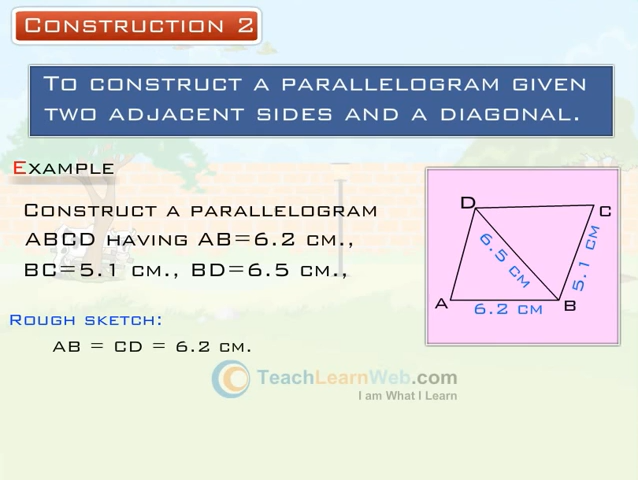 CONSTRUCTION 2
TO CONSTRUCT A PARALLELOGRAM GIVEN
TWO ADJACENT SIDES AND A DIAGONAL.
EXAMPLE
CONSTRUCT A PARALLELOGRAM
ABCD HAVING AB=6.2 CM.,
BC=5.1 CM., BD=6.5 CM.,
D
C
6.5 CM
5.1 CM
A
6.2 CM
B
ROUGH SKETCH:
AB = CD = 6.2 CM.
TeachLearnWeb.com
I am What I Learn